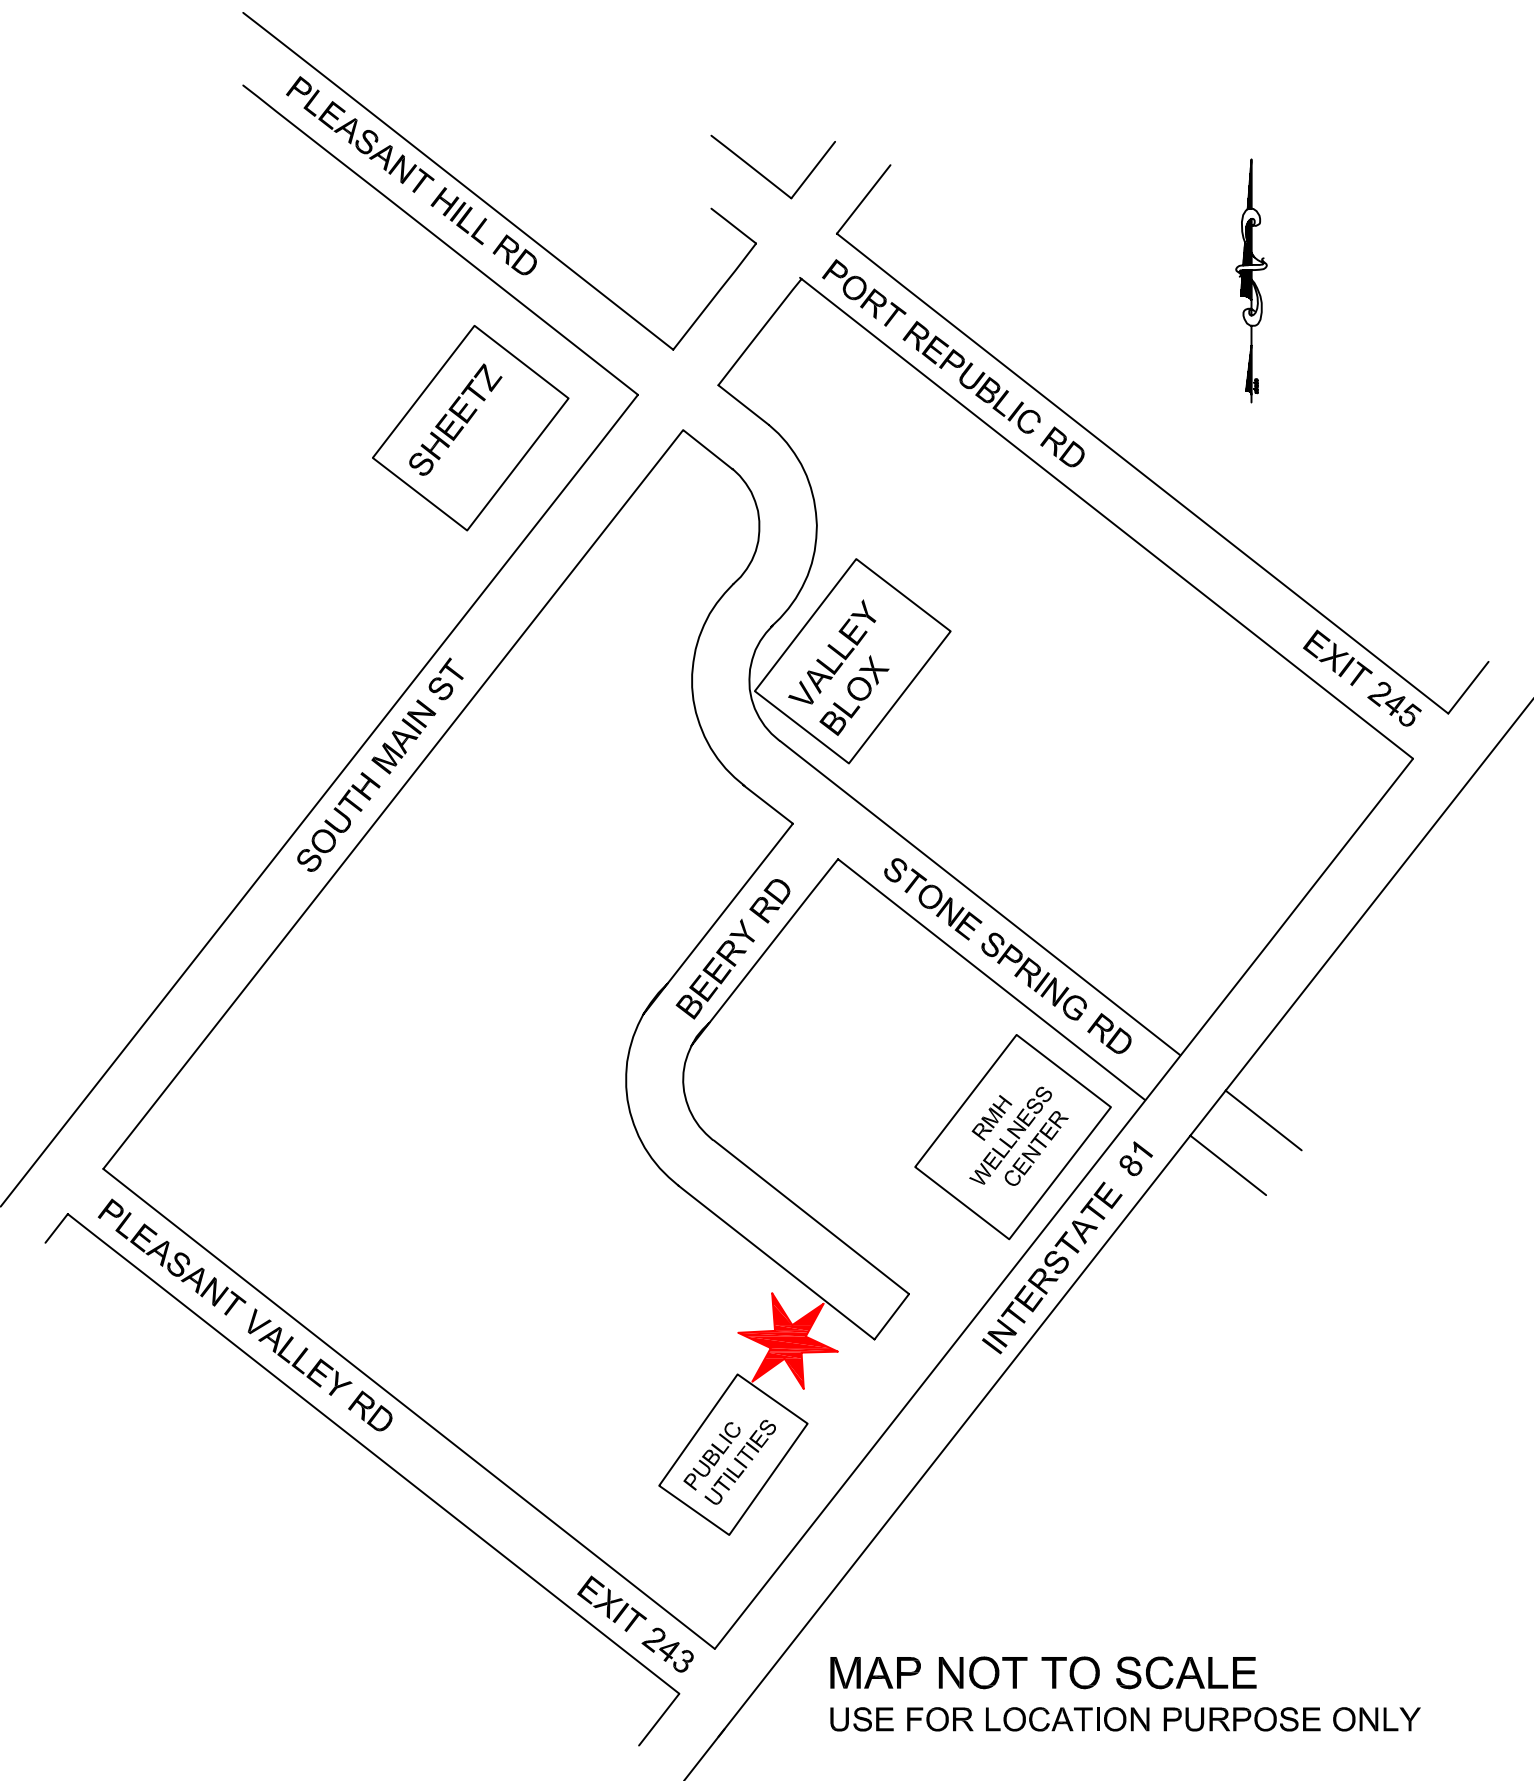 PLEASANT HILL RD
PORT REPUBLIC RD
SHEETZ
EXIT 245
VALLEY
BLOX
SOUTH MAIN ST
STONE SPRING RD
BEERY RD
RMH
WELLNESS
CENTER
INTERSTATE 81
PLEASANT VALLEY RD
PUBLIC
UTILITIES
EXIT 243
MAP NOT TO SCALE
USE FOR LOCATION PURPOSE ONLY